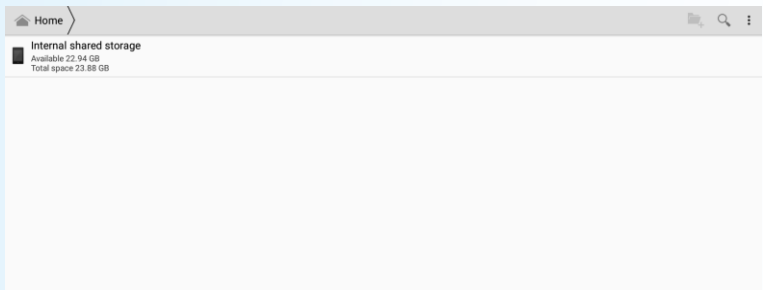 Home
Internal shared storage
Available 22.94 GB
Total space 23.88 GB